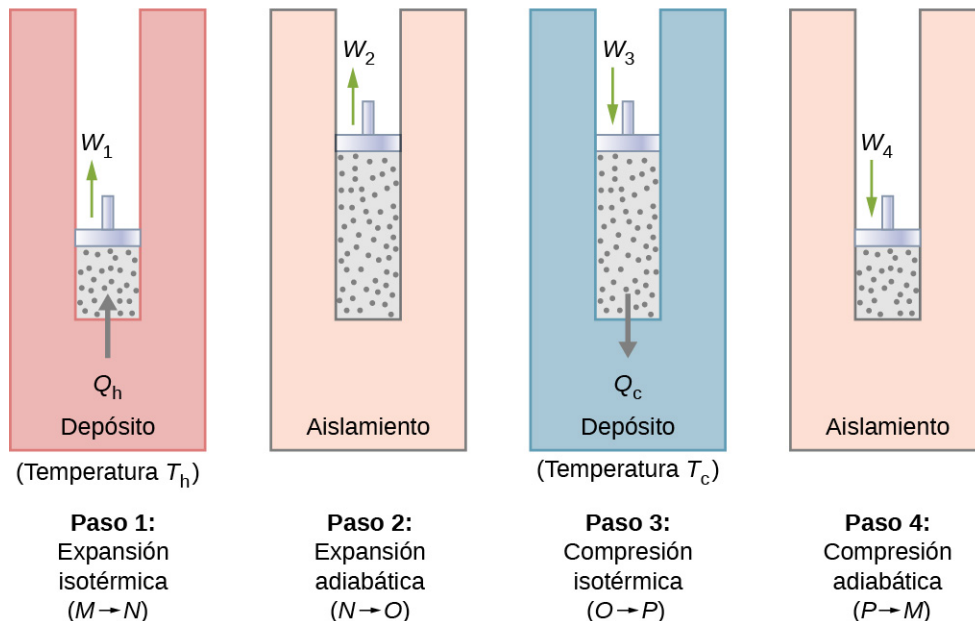 W1
Qh
Depósito
(Temperatura Th)
Paso 1:
Expansión
isotérmica
(M→N)
W2
Aislamiento
Paso 2:
Expansión
adiabática
(N→O)
W3
Qc
Depósito
(Temperatura Tc)
Paso 3:
Compresión
isotérmica
(O→P)
W4
Aislamiento
Paso 4:
Compresión
adiabática
(P→M)